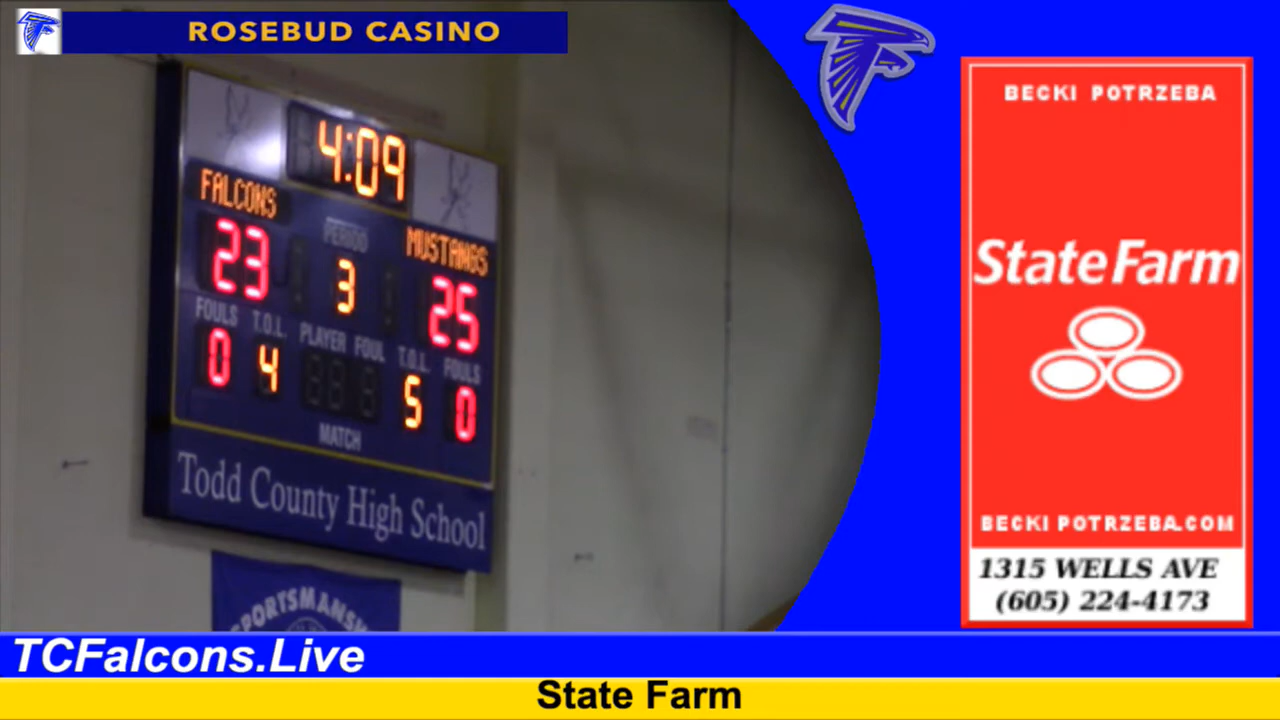 ROSEBUD CASINO
4:09
FALCONS
PERIOD
MUSTANGS
23
3
25
FOULS
T.O.L.
PLAYER FOUL
T.O.L.
FOULS
0
4
5
0
MATCH
Todd County High School
SPORTSMANSH
BECKI POTRZEBA
StateFarm
BECKI POTRZEBA.COM
1315 WELLS AVE
(605) 224-4173
TCFalcons.Live
State Farm